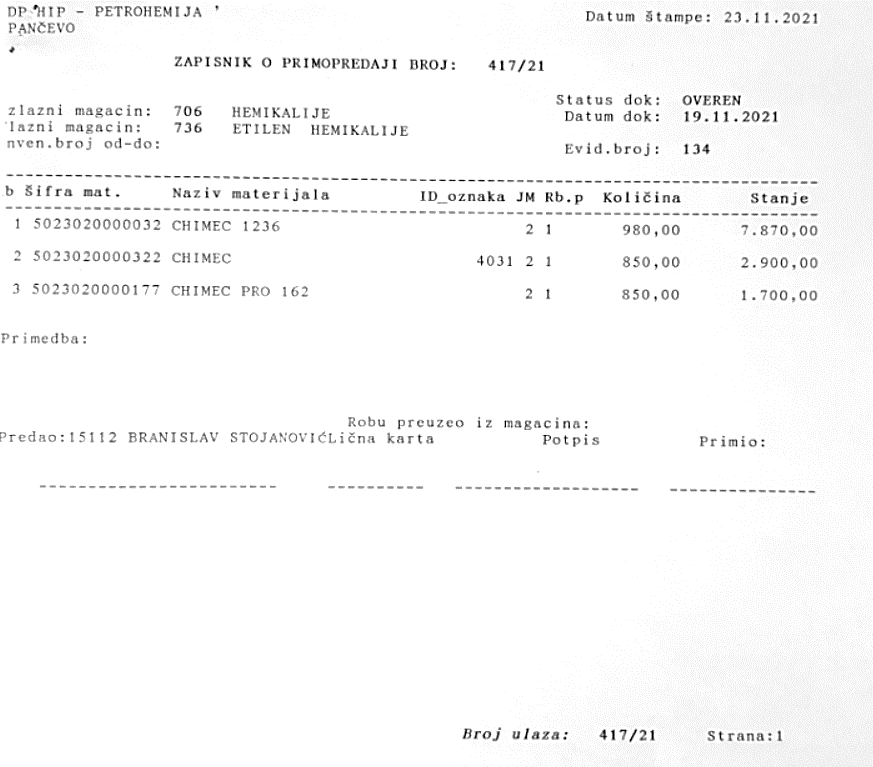 DP HIP - PETROHEMIJA '
PANČEVO
Datum štampe: 23.11.2021
ZAPISNIK O PRIMOPREDAJI BROJ: 417/21
Status dok: OVEREN
zlazni magacin: 706 HEMIKALIJE
Datum dok: 19.11.2021
lazni magacin: 736 ETILEN HEMIKALIJE
nven.broj od-do:
Evid.broj: 134
b Šifra mat. Naziv materijala ID_oznaka JM Rb.p Količina Stanje
1 5023020000032 CHIMEC 1236 2 1 980,00 7.870,00
2 5023020000322 CHIMEC 4031 2 1 850,00 2.900,00
3 5023020000177 CHIMEC PRO 162 2 1 850,00 1.700,00
Primedba:
Robu preuzeo iz magacina:
Predao:15112 BRANISLAV STOJANOVIĆLična karta Potpis Primio:
Broj ulaza: 417/21 Strana:1